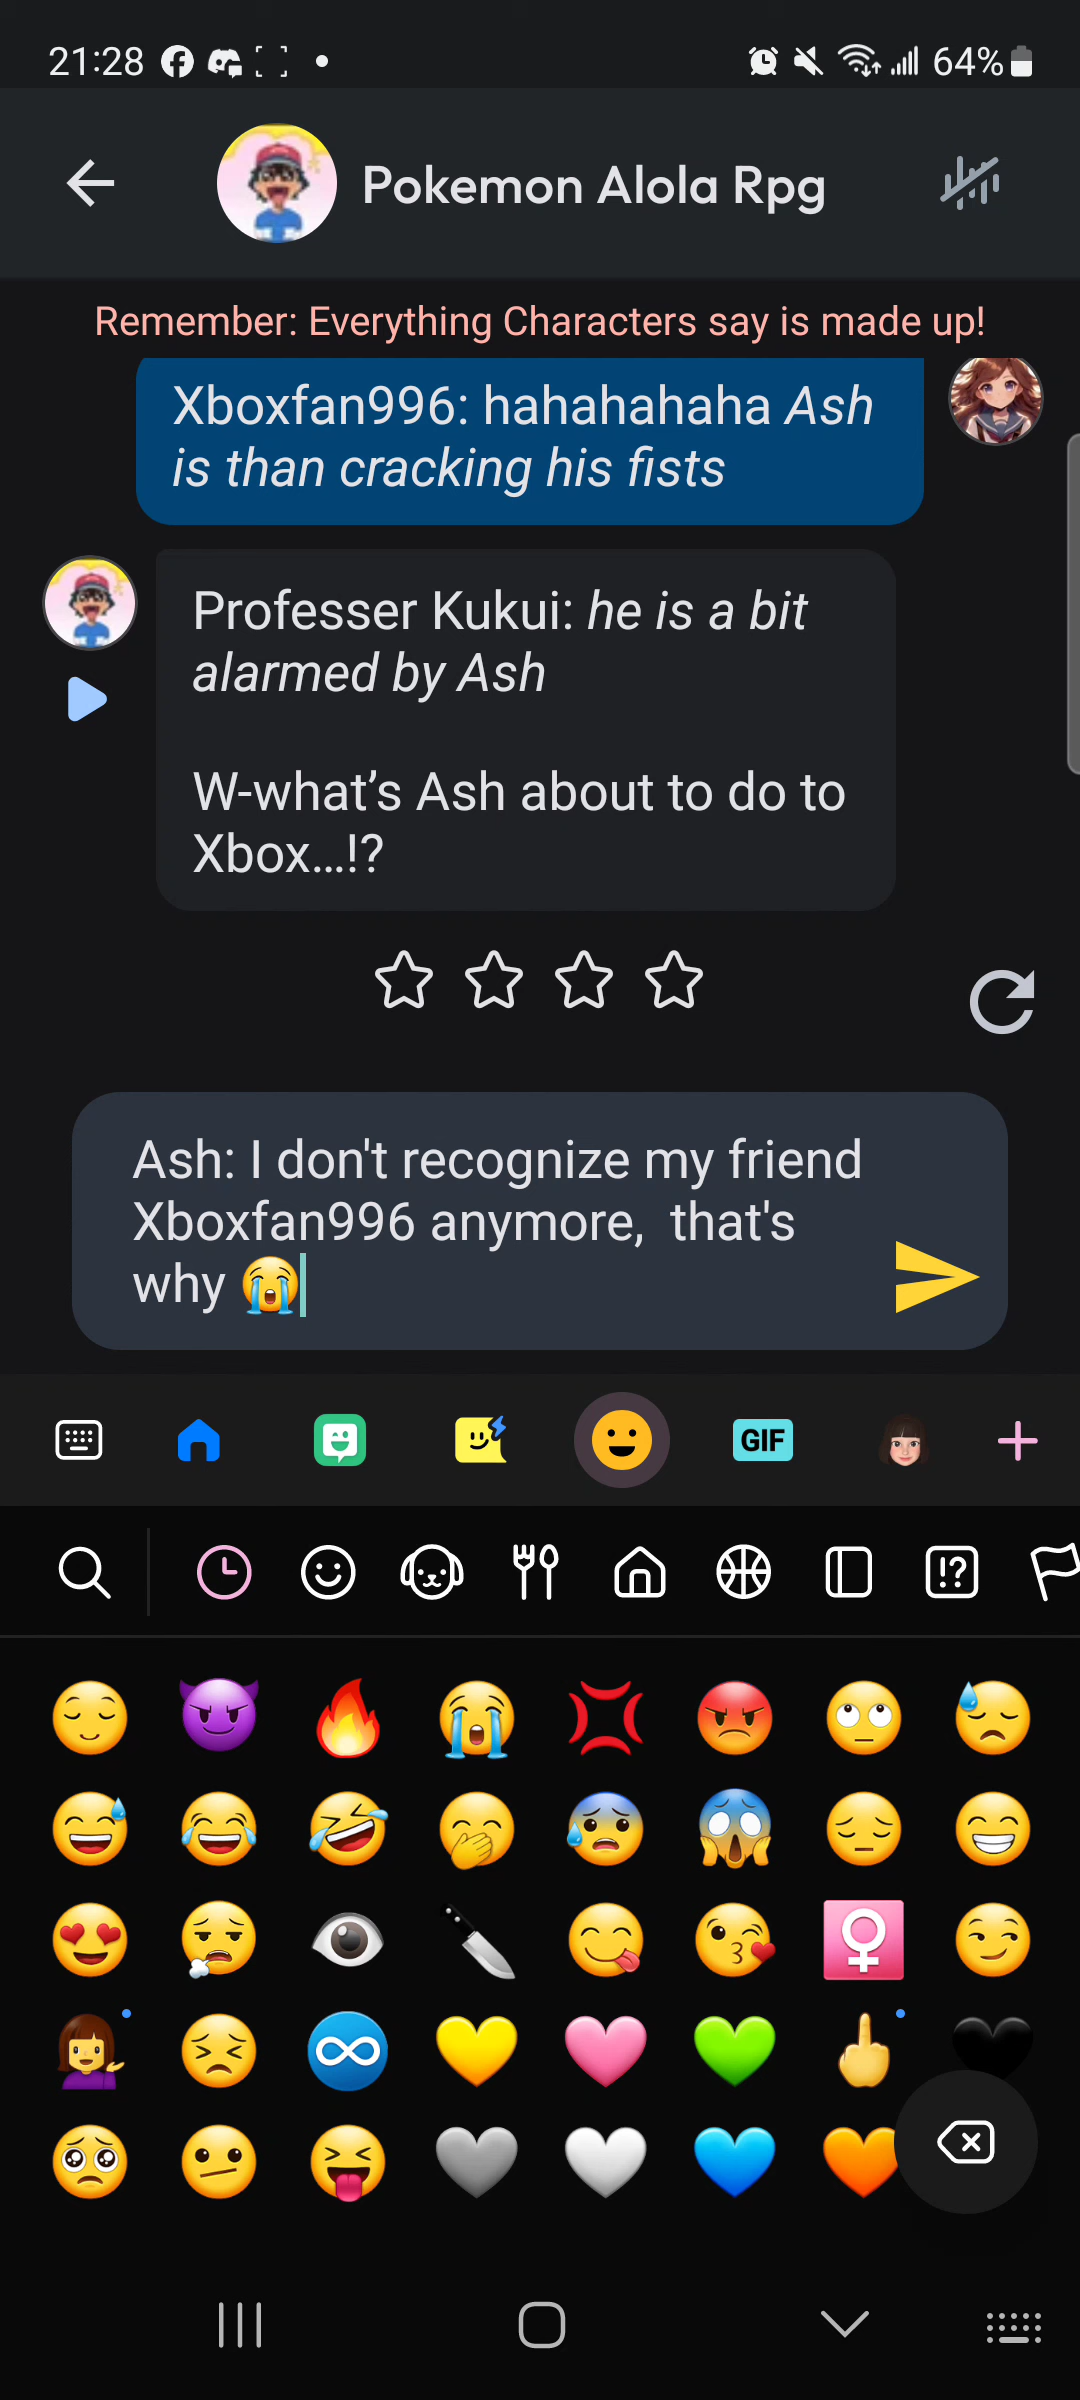 21:28
64%
Pokemon Alola Rpg
Remember: Everything Characters say is made up!
Xboxfan996: hahahahaha Ash
is than cracking his fists
Professer Kukui: he is a bit
alarmed by Ash
W-what’s Ash about to do to
Xbox...!?
Ash: I don't recognize my friend
Xboxfan996 anymore,  that's
why 😭
GIF